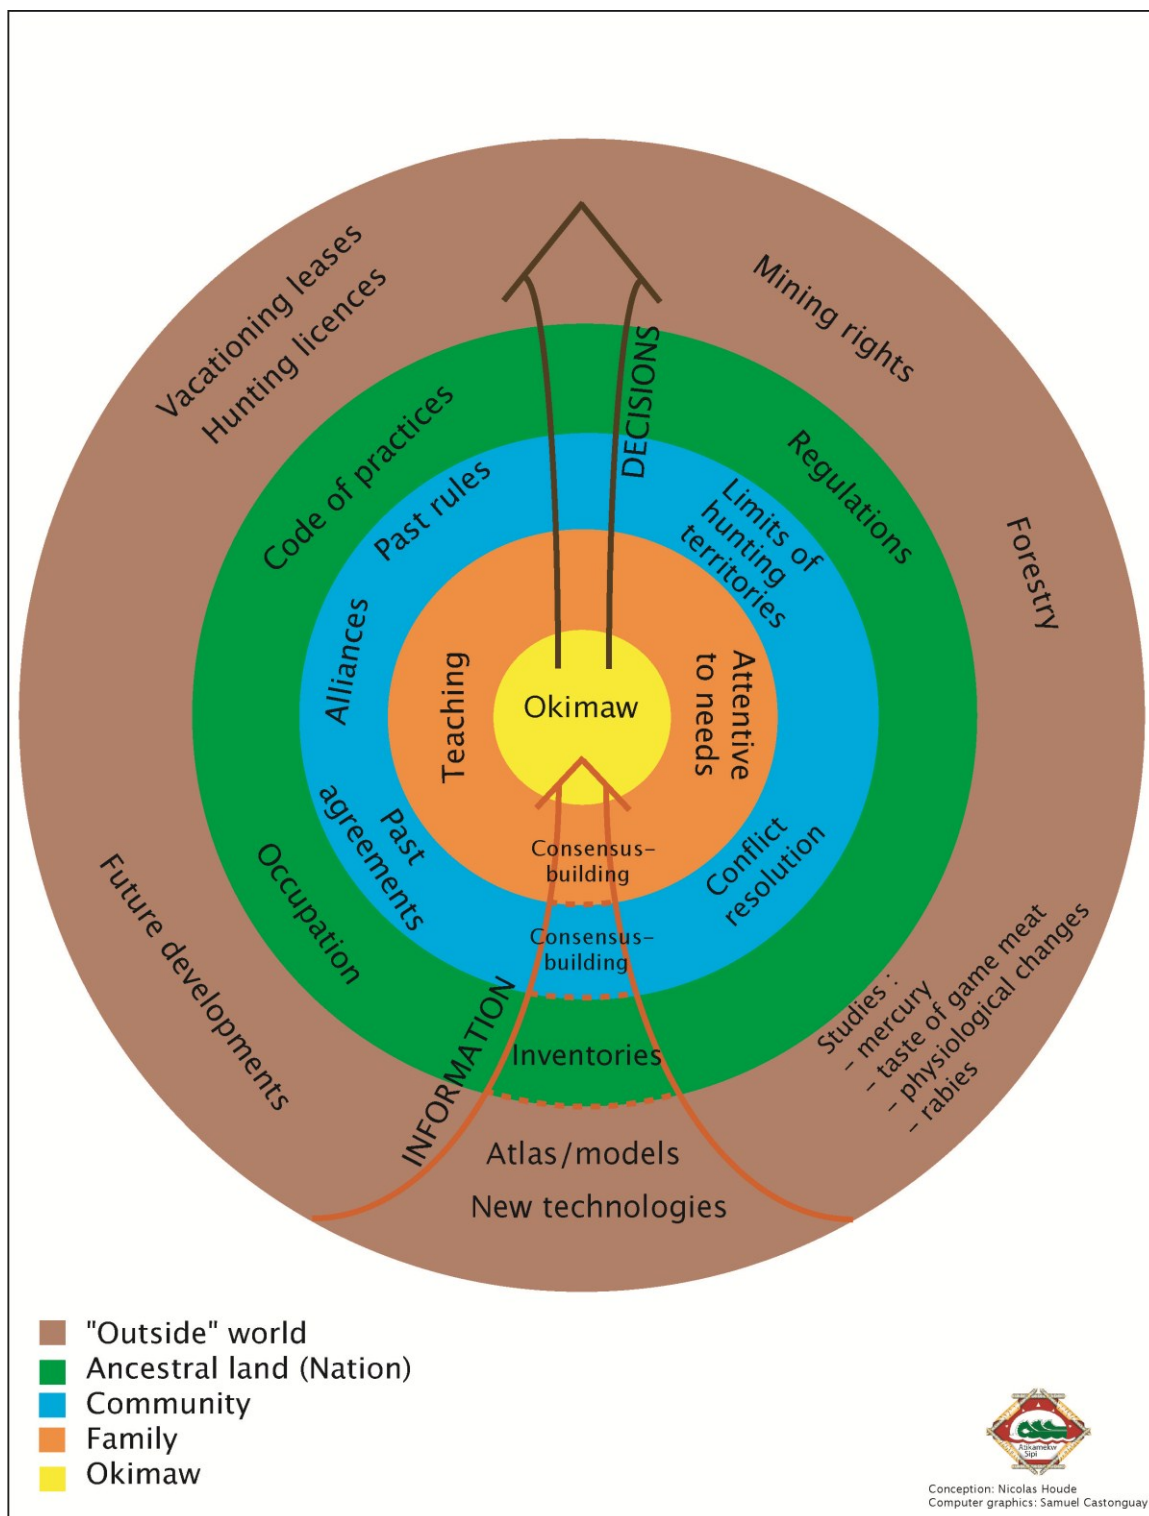 Vacationing leases
Hunting licences
Mining rights
Forestry
DECISIONS
Code of practices
Regulations
Past rules
Limits of
hunting
territories
Alliances
Teaching
Okimaw
Attentive
to needs
Past
agreements
Conflict
resolution
Consensus-
building
Consensus-
building
Occupation
Future developments
INFORMATION
Inventories
Studies :
- mercury
- taste of game meat
- physiological changes
- rabies
Atlas/models
New technologies
"Outside" world
Ancestral land (Nation)
Community
Family
Okimaw
Atikamekw
Sipi
Conception: Nicolas Houde
Computer graphics: Samuel Castonguay